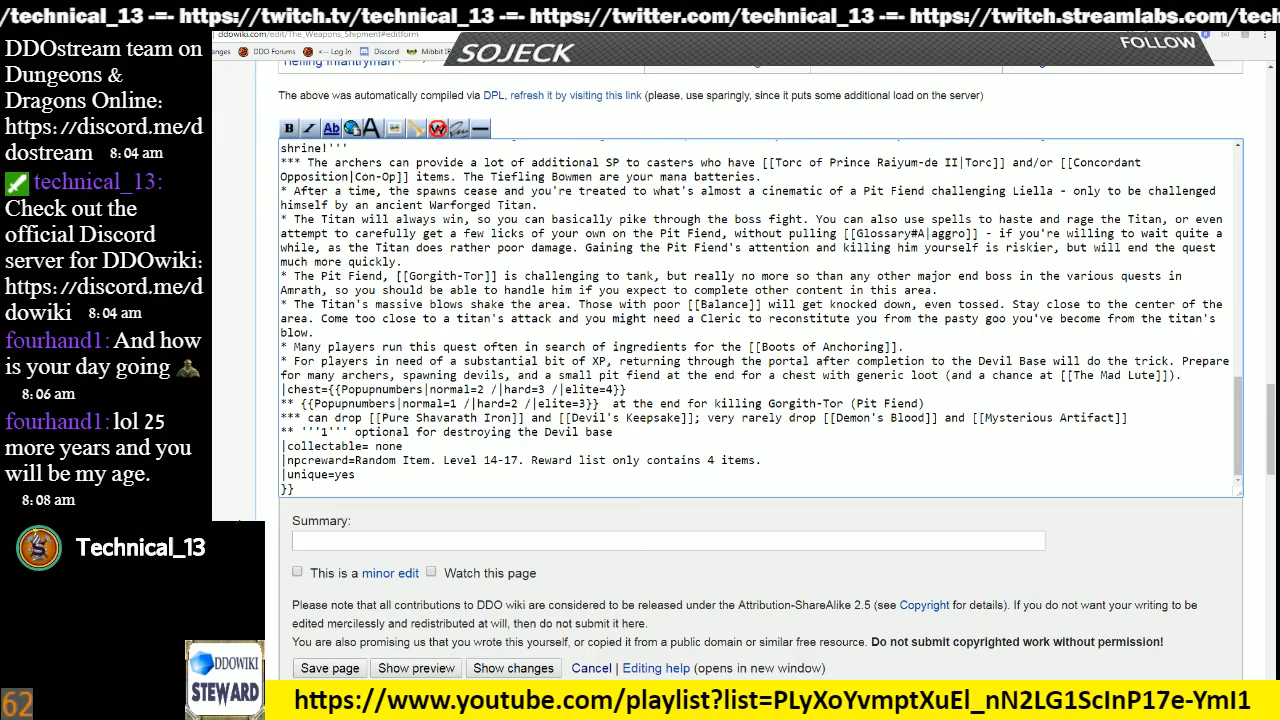 /technical_13 -=- https://twitch.tv/technical_13 -=- https://twitter.com/technical_13 -=- https://twitch.streamlabs.com/tech
ddowiki.com/edit/The_Weapons_Shipment#editform
DDO Forums
<-- Log In
Discord
SOJECK
FOLLOW
DDOstream team on
Dungeons &
Dragons Online:
https://discord.me/d
dostream 8:04 am
technical_13:
Check out the
official Discord
server for DDOwiki:
https://discord.me/d
dowiki 8:04 am
fourhand1: And how
is your day going
8:06 am
fourhand1: lol 25
more years and you
will be my age.
8:08 am
Technical_13
DDOWIKI
STEWARD
62
Tiefling Infantryman
The above was automatically compiled via DPL, refresh it by visiting this link (please, use sparingly, since it puts some additional load on the server)
B I Ab A W
shrine!'''
*** The archers can provide a lot of additional SP to casters who have [[Torc of Prince Raiyum-de II|Torc]] and/or [[Concordant
Opposition|Con-Op]] items. The Tiefling Bowmen are your mana batteries.
* After a time, the spawns cease and you're treated to what's almost a cinematic of a Pit Fiend challenging Liella - only to be challenged
himself by an ancient Warforged Titan.
* The Titan will always win, so you can basically pike through the boss fight. You can also use spells to haste and rage the Titan, or even
attempt to carefully get a few licks of your own on the Pit Fiend, without pulling [[Glossary#A|aggro]] - if you're willing to wait quite a
while, as the Titan does rather poor damage. Gaining the Pit Fiend's attention and killing him yourself is riskier, but will end the quest
much more quickly.
* The Pit Fiend, [[Gorgith-Tor]] is challenging to tank, but really no more so than any other major end boss in the various quests in
Amrath, so you should be able to handle him if you expect to complete other content in this area.
* The Titan's massive blows shake the area. Those with poor [[Balance]] will get knocked down, even tossed. Stay close to the center of the
area. Come too close to a titan's attack and you might need a Cleric to reconstitute you from the pasty goo you've become from the titan's
blow.
* Many players run this quest often in search of ingredients for the [[Boots of Anchoring]].
* For players in need of a substantial bit of XP, returning through the portal after completion to the Devil Base will do the trick. Prepare
for many archers, spawning devils, and a small pit fiend at the end for a chest with generic loot (and a chance at [[The Mad Lute]]).
|chest={{Popupnumbers|normal=2 /|hard=3 /|elite=4}}
** {{Popupnumbers|normal=1 /|hard=2 /|elite=3}}  at the end for killing Gorgith-Tor (Pit Fiend)
*** can drop [[Pure Shavarath Iron]] and [[Devil's Keepsake]]; very rarely drop [[Demon's Blood]] and [[Mysterious Artifact]]
** '''1''' optional for destroying the Devil base
|collectable= none
|npcreward=Random Item. Level 14-17. Reward list only contains 4 items.
|unique=yes
}}
Summary:
This is a minor edit
Watch this page
Please note that all contributions to DDO wiki are considered to be released under the Attribution-ShareAlike 2.5 (see Copyright for details). If you do not want your writing to be
edited mercilessly and redistributed at will, then do not submit it here.
You are also promising us that you wrote this yourself, or copied it from a public domain or similar free resource. Do not submit copyrighted work without permission!
Save page
Show preview
Show changes
Cancel | Editing help (opens in new window)
https://www.youtube.com/playlist?list=PLyXoYvmptXuEl_nN2LG1ScInP17e-YmI1